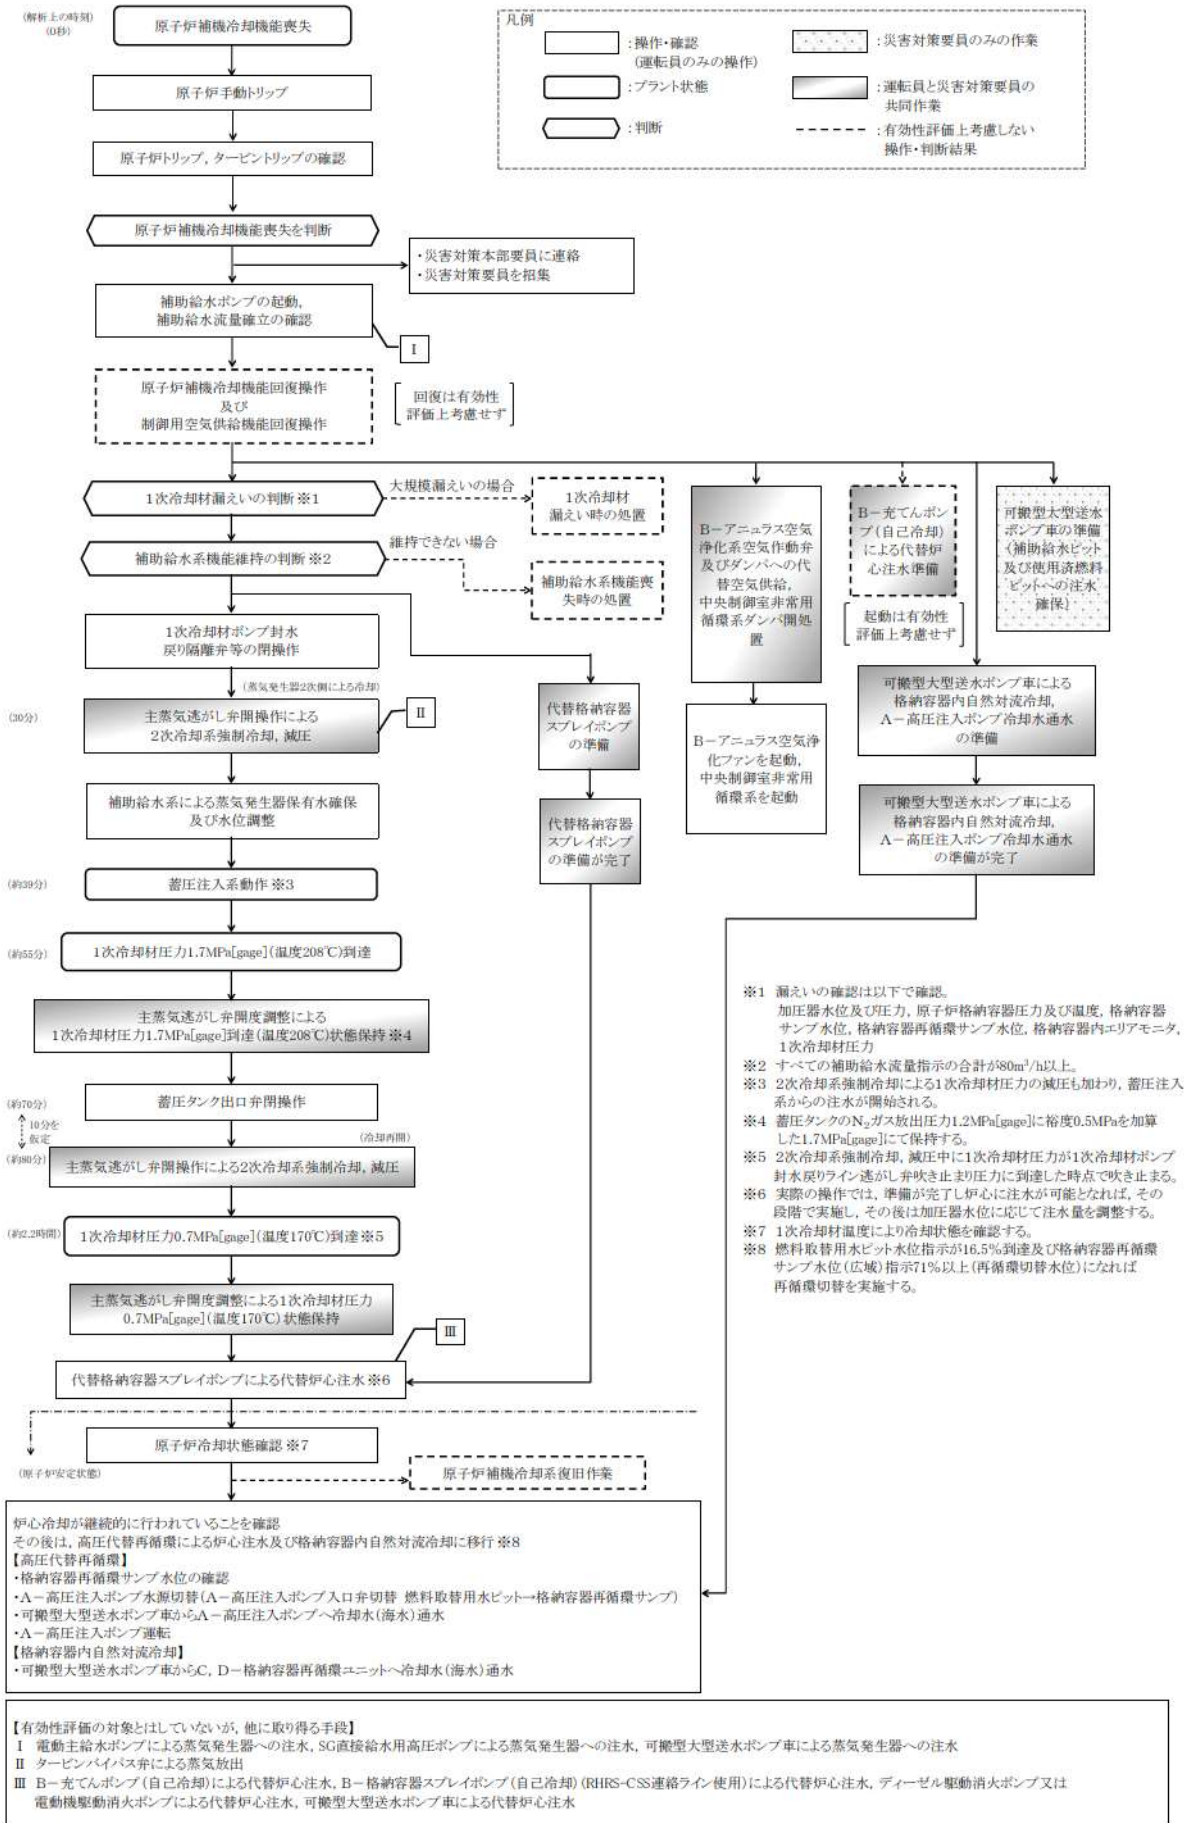 (解析上の時刻)
(0秒)
原子炉補機冷却機能喪失
凡例
:操作・確認
(運転員のみの操作)
:プラント状態
:判断
:災害対策要員のみの作業
:運転員と災害対策要員の
共同作業
:有効性評価上考慮しない
操作・判断結果
原子炉手動トリップ
原子炉トリップ,タービントリップの確認
原子炉補機冷却機能喪失を判断
・災害対策本部要員に連絡
・災害対策要員を招集
補助給水ポンプの起動,
補助給水流量確立の確認
Ⅰ
原子炉補機冷却機能回復操作
及び
制御用空気供給機能回復操作
回復は有効性
評価上考慮せず
1次冷却材漏えいの判断※1
大規模漏えいの場合
1次冷却材
漏えい時の処置
補助給水系機能維持の判断※2
維持できない場合
補助給水系機能喪
失時の処置
B-アニュラス空気
浄化系空気作動弁
及びダンパへの代
替空気供給,
中央制御室非常用
循環系ダンパ開処
置
B-充てんポン
プ(自己冷却)
による代替炉
心注水準備
起動は有効性
評価上考慮せず
可搬型大型送水
ポンプ車の準備
(補助給水ピット
及び使用済燃料
ピットへの注水
確保)
1次冷却材ポンプ封水
戻り隔離弁等の閉操作
(蒸気発生器2次側による冷却)
(30分)
主蒸気逃がし弁開操作による
2次冷却系強制冷却,減圧
Ⅱ
代替格納容器
スプレイポンプ
の準備
B-アニュラス空気浄
化ファンを起動,
中央制御室非常用
循環系を起動
可搬型大型送水ポンプ車による
格納容器内自然対流冷却,
A-高圧注入ポンプ冷却水通水
の準備
補助給水系による蒸気発生器保有水確保
及び水位調整
代替格納容器
スプレイポンプ
の準備が完了
可搬型大型送水ポンプ車による
格納容器内自然対流冷却,
A-高圧注入ポンプ冷却水通水
の準備が完了
(約39分)
蓄圧注入系動作※3
(約55分)
1次冷却材圧力1.7MPa[gage](温度208℃)到達
主蒸気逃がし弁開度調整による
1次冷却材圧力1.7MPa[gage]到達(温度208℃)状態保持※4
(約70分)
蓄圧タンク出口弁閉操作
10分を
仮定
(冷却再開)
(約80分)
主蒸気逃がし弁開操作による2次冷却系強制冷却,減圧
(約2.2時間)
1次冷却材圧力0.7MPa[gage](温度170℃)到達※5
主蒸気逃がし弁開度調整による1次冷却材圧力
0.7MPa[gage](温度170℃)状態保持
Ⅲ
代替格納容器スプレイポンプによる代替炉心注水※6
原子炉冷却状態確認※7
(原子炉安定状態)
原子炉補機冷却系復旧作業
※1 漏えいの確認は以下で確認。
加圧器水位及び圧力,原子炉格納容器圧力及び温度,格納容器
サンプ水位,格納容器再循環サンプ水位,格納容器内エリアモニタ,
1次冷却材圧力
※2 すべての補助給水流量指示の合計が80m³/h以上。
※3 2次冷却系強制冷却による1次冷却材圧力の減圧も加わり,蓄圧注入
系からの注水が開始される。
※4 蓄圧タンクのN₂ガス放出圧力1.2MPa[gage]に裕度0.5MPaを加算
した1.7MPa[gage]にて保持する。
※5 2次冷却系強制冷却,減圧中に1次冷却材圧力が1次冷却材ポンプ
封水戻りライン逃がし弁吹き止まり圧力に到達した時点で吹き止まる。
※6 実際の操作では,準備が完了し炉心に注水が可能となれば,その
段階で実施し,その後は加圧器水位に応じて注水量を調整する。
※7 1次冷却材温度により冷却状態を確認する。
※8 燃料取替用水ピット水位指示が16.5%到達及び格納容器再循環
サンプ水位(広域)指示71%以上(再循環切替水位)になれば
再循環切替を実施する。
炉心冷却が継続的に行われていることを確認
その後は,高圧代替再循環による炉心注水及び格納容器内自然対流冷却に移行※8
【高圧代替再循環】
・格納容器再循環サンプ水位の確認
・A-高圧注入ポンプ水源切替(A-高圧注入ポンプ入口弁切替 燃料取替用水ピット→格納容器再循環サンプ)
・可搬型大型送水ポンプ車からA-高圧注入ポンプへ冷却水(海水)通水
・A-高圧注入ポンプ運転
【格納容器内自然対流冷却】
・可搬型大型送水ポンプ車からC,D-格納容器再循環ユニットへ冷却水(海水)通水
【有効性評価の対象とはしていないが,他に取り得る手段】
Ⅰ 電動主給水ポンプによる蒸気発生器への注水,SG直接給水用高圧ポンプによる蒸気発生器への注水,可搬型大型送水ポンプ車による蒸気発生器への注水
Ⅱ タービンバイパス弁による蒸気放出
Ⅲ B-充てんポンプ(自己冷却)による代替炉心注水,B-格納容器スプレイポンプ(自己冷却)(RHRS-CSS連絡ライン使用)による代替炉心注水,ディーゼル駆動消火ポンプ又は
電動機駆動消火ポンプによる代替炉心注水,可搬型大型送水ポンプ車による代替炉心注水